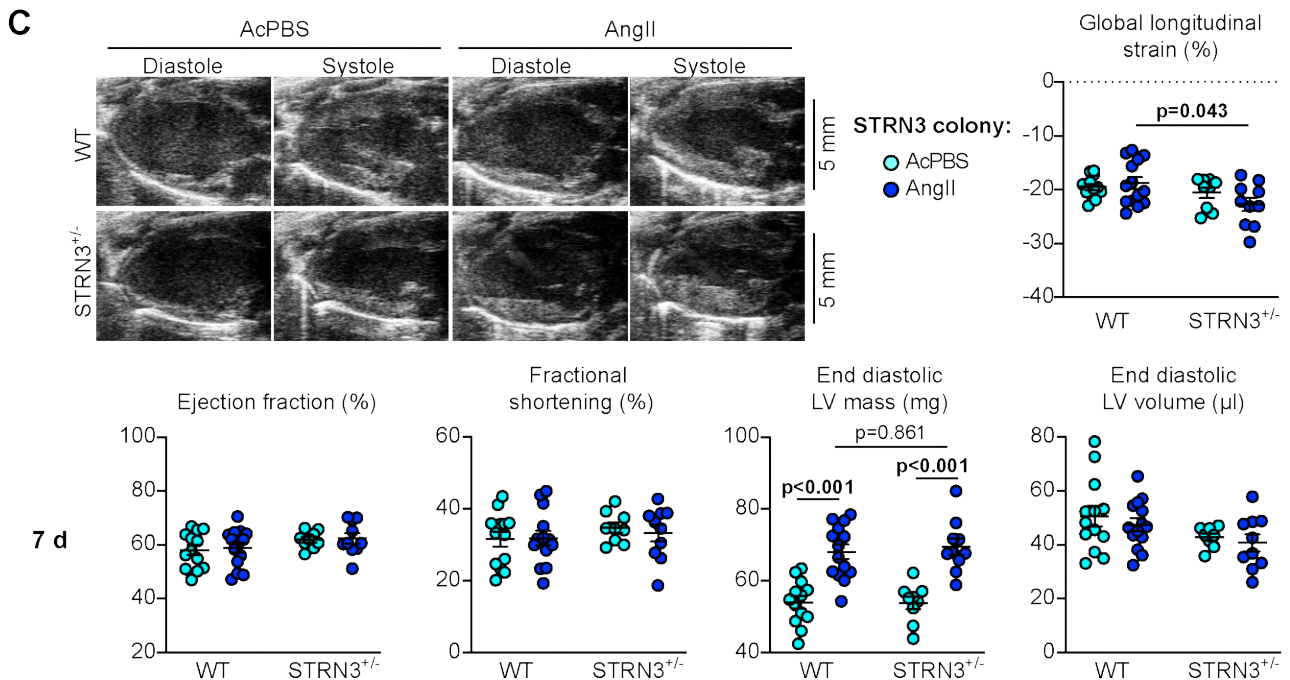 C
AcPBS
AngII
Diastole
Systole
Diastole
Systole
WT
STRN3+/-
5 mm
5 mm
STRN3 colony:
AcPBS
AngII
Global longitudinal
strain (%)
0
-10
-20
-30
-40
p=0.043
WT
STRN3+/-
7 d
Ejection fraction (%)
100
80
60
40
20
WT
STRN3+/-
Fractional
shortening (%)
60
40
20
0
WT
STRN3+/-
End diastolic
LV mass (mg)
100
80
60
40
p=0.861
p<0.001
p<0.001
WT
STRN3+/-
End diastolic
LV volume (µl)
80
60
40
20
0
WT
STRN3+/-